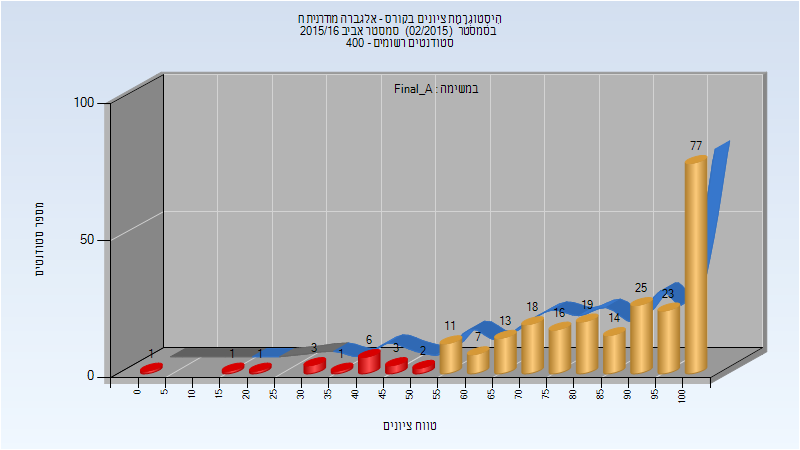 היסטוגרמת ציונים בקורס - אלגברה מודרנית ח
בסמסטר (02/2015) סמסטר אביב 2015/16
סטודנטים רשומים - 400
במשימה : Final_A
100
50
0
מספר סטודנטים
1 1 1 3 1 6 3 2 11 7 13 18 16 19 14 25 23 77
0 5 10 15 20 25 30 35 40 45 50 55 60 65 70 75 80 85 90 95 100
טווח ציונים